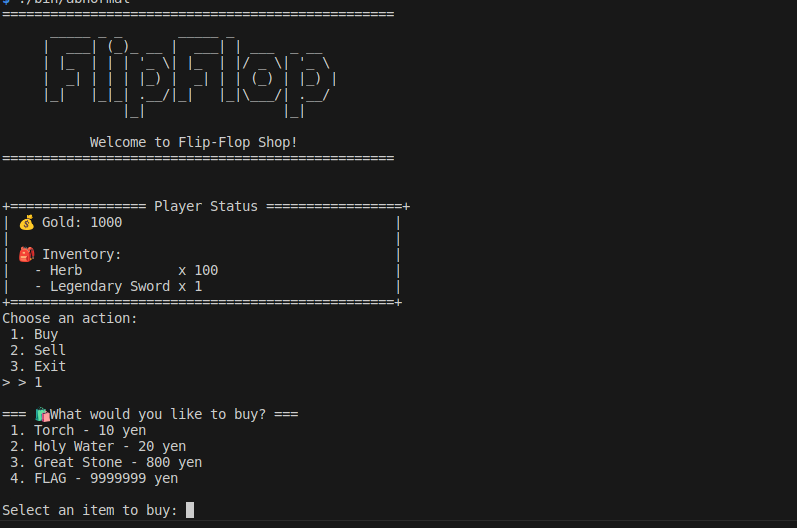 $ ./bin/abnormal
=================================================
FlipFlop
Welcome to Flip-Flop Shop!
=================================================
+================= Player Status =================+
| 💰 Gold: 1000 |
| |
| 🎒 Inventory: |
| - Herb x 100 |
| - Legendary Sword x 1 |
+================================================+
Choose an action:
1. Buy
2. Sell
3. Exit
> > 1
=== 🛍️What would you like to buy? ===
1. Torch - 10 yen
2. Holy Water - 20 yen
3. Great Stone - 800 yen
4. FLAG - 9999999 yen
Select an item to buy: